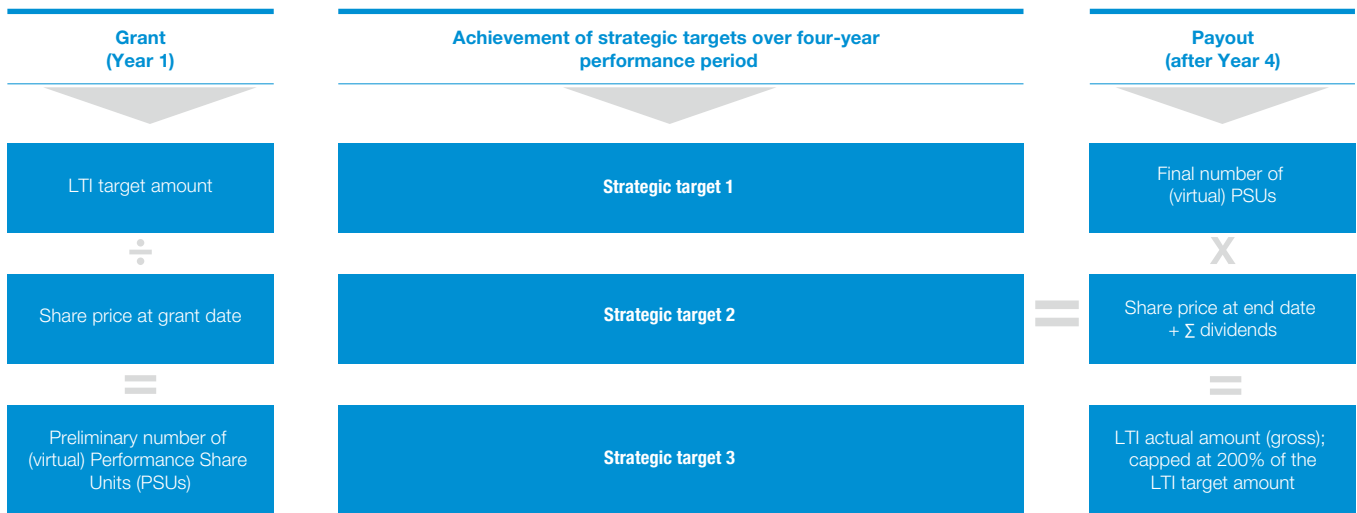 Grant
(Year 1)
Achievement of strategic targets over four-year
performance period
Payout
(after Year 4)
LTI target amount
÷
Share price at grant date
=
Preliminary number of
(virtual) Performance Share
Units (PSUs)
Strategic target 1
Strategic target 2
Strategic target 3
=
Final number of
(virtual) PSUs
X
Share price at end date
+ Σ dividends
=
LTI actual amount (gross);
capped at 200% of the
LTI target amount